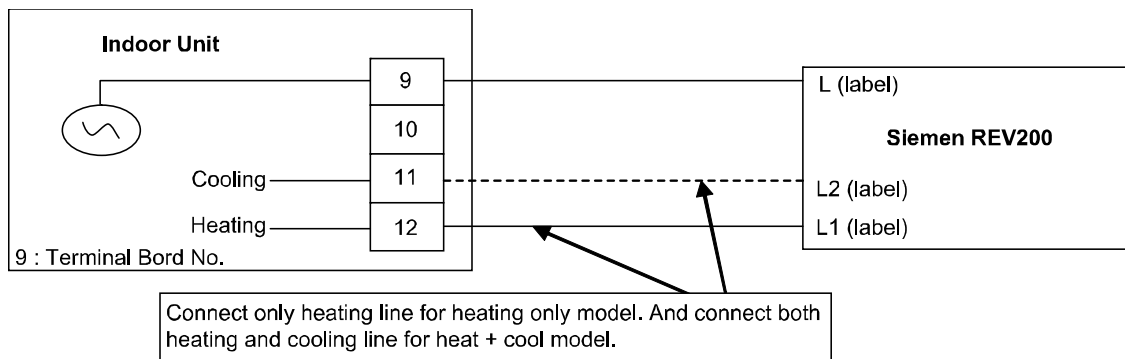 Indoor Unit
9
L (label)
10
Siemen REV200
Cooling
11
L2 (label)
Heating
12
L1 (label)
9 : Terminal Bord No.
Connect only heating line for heating only model. And connect both
heating and cooling line for heat + cool model.